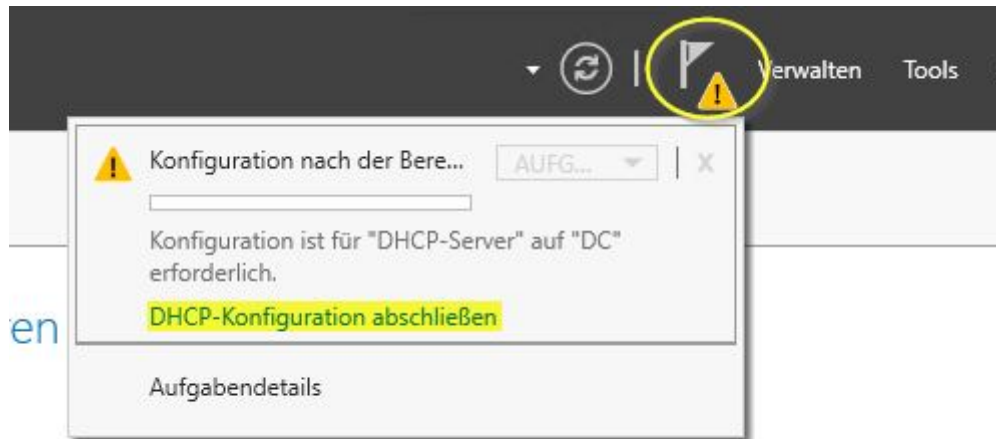 Verwalten Tools
Konfiguration nach der Bere... AUFG... X
Konfiguration ist für "DHCP-Server" auf "DC"
erforderlich.
DHCP-Konfiguration abschließen
en
Aufgabendetails